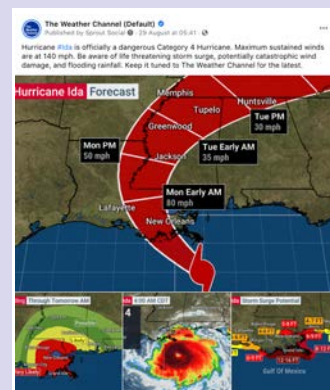 The Weather Channel (Default)
Published by Sprout Social · 29 August at 05:41 ·
Hurricane #Ida is officially a dangerous Category 4 Hurricane. Maximum sustained winds
are at 140 mph. Be aware of life threatening storm surge, potentially catastrophic wind
damage, and flooding rainfall. Keep it tuned to The Weather Channel for the latest.
Hurricane Ida Forecast
Memphis
Huntsville
Tupelo
Tue PM
30 mph
Greenwood
Mon PM
50 mph
Tue Early AM
35 mph
Jackson
Mon Early AM
80 mph
Lafayette
New Orleans
Through Tomorrow AM
Ida 4:00 AM CDT
4
Ida Storm Surge Potential
Gulf Of Mexico